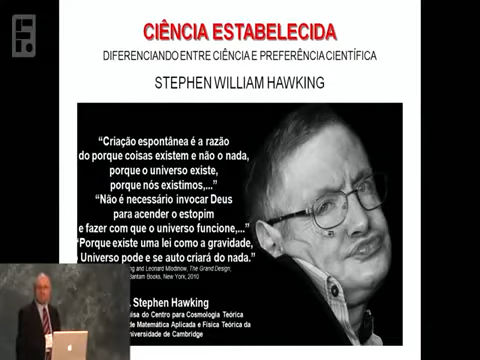 CIÊNCIA ESTABELECIDA
DIFERENCIANDO ENTRE CIÊNCIA E PREFERÊNCIA CIENTÍFICA
STEPHEN WILLIAM HAWKING
“Criação espontânea é a razão
do porque coisas existem e não o nada,
porque o universo existe,
porque nós existimos,...”
“Não é necessário invocar Deus
para acender o estopim
e fazer com que o universo funcione,...”
“Porque existe uma lei como a gravidade,
o Universo pode e se auto criará do nada.”
and Leonard Mlodinow, The Grand Design,
Bantam Books, New York, 2010
Stephen Hawking
do Centro para Cosmologia Teórica
de Matemática Aplicada e Física Teórica da
Universidade de Cambridge